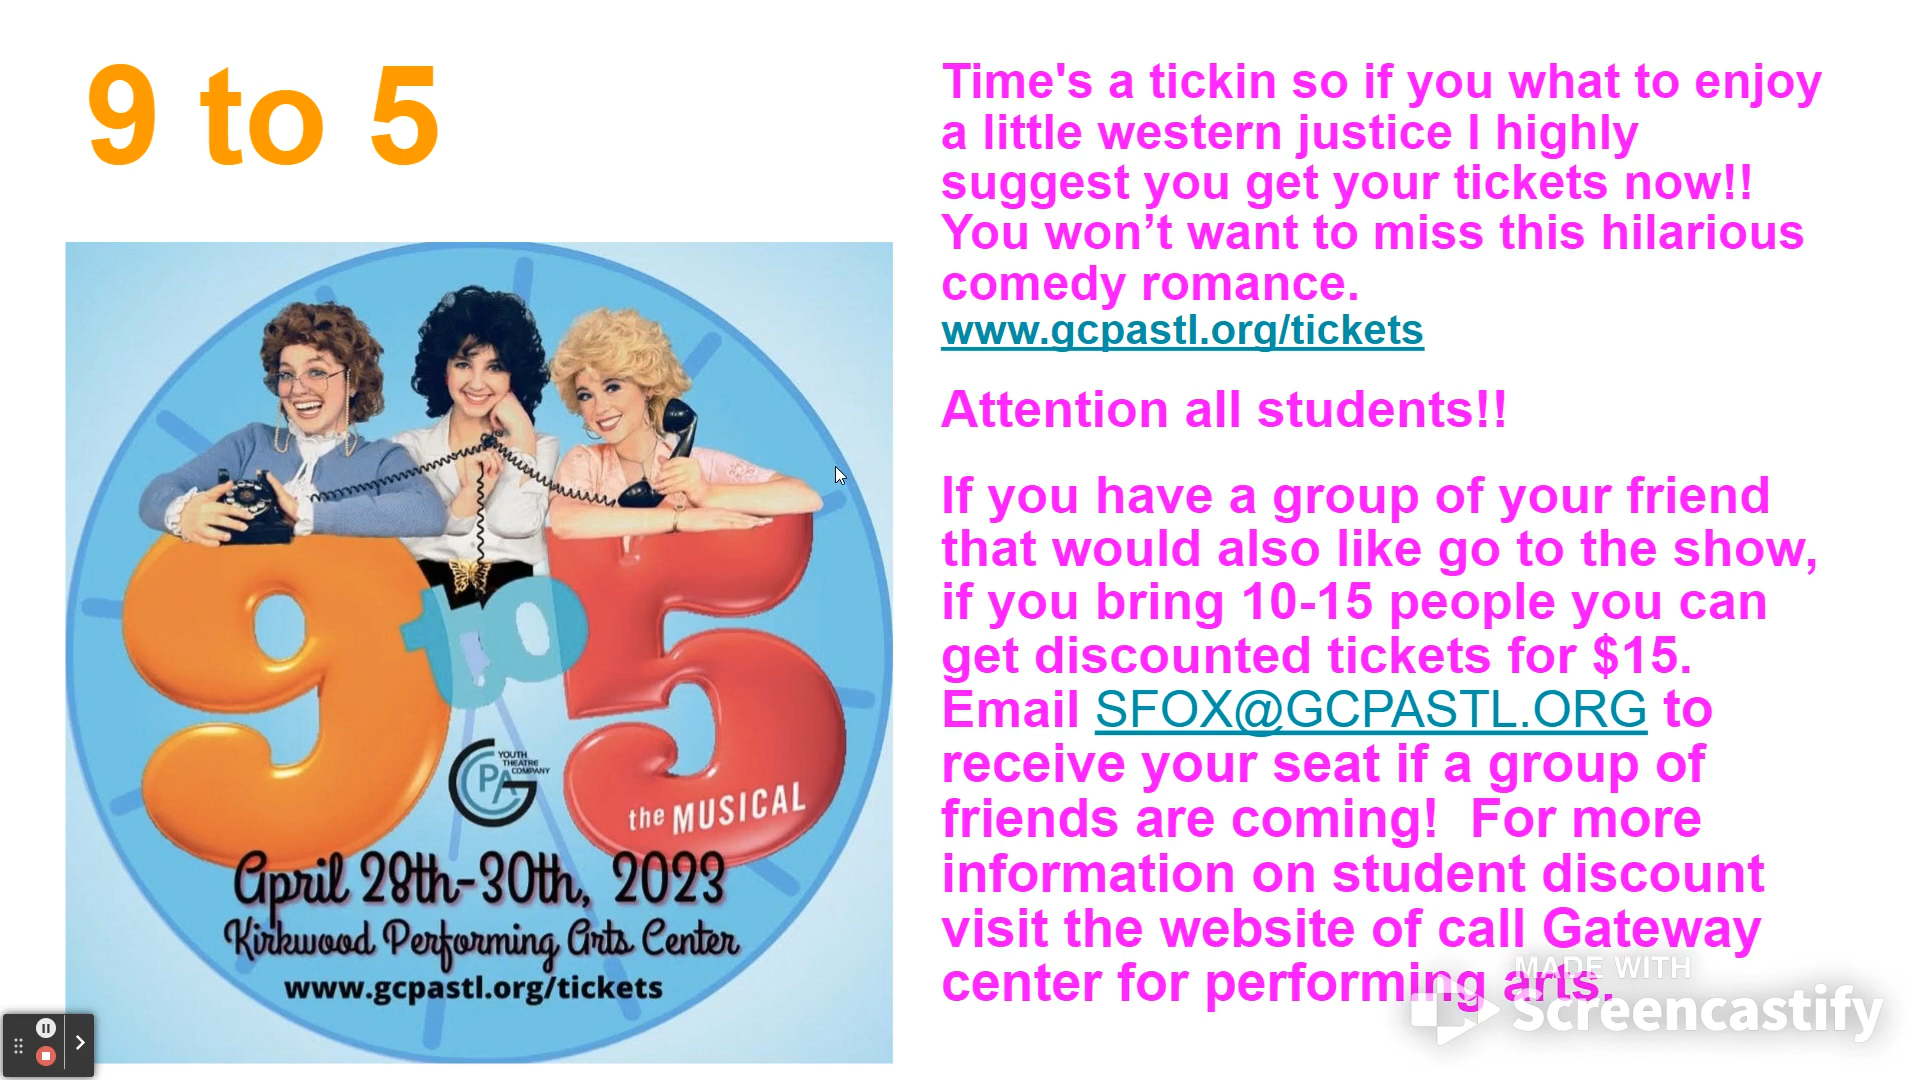 9 to 5
Time's a tickin so if you what to enjoy
a little western justice I highly
suggest you get your tickets now!!
You won’t want to miss this hilarious
comedy romance.
www.gcpastl.org/tickets
Attention all students!!
If you have a group of your friend
that would also like go to the show,
if you bring 10-15 people you can
get discounted tickets for $15.
Email SFOX@GCPASTL.ORG to
receive your seat if a group of
friends are coming!  For more
information on student discount
visit the website of call Gateway
center for performing arts.
9 to 5
YOUTH
THEATRE
COMPANY
GCPA
the MUSICAL
April 28th-30th, 2023
Kirkwood Performing Arts Center
www.gcpastl.org/tickets
MADE WITH
Screencastify